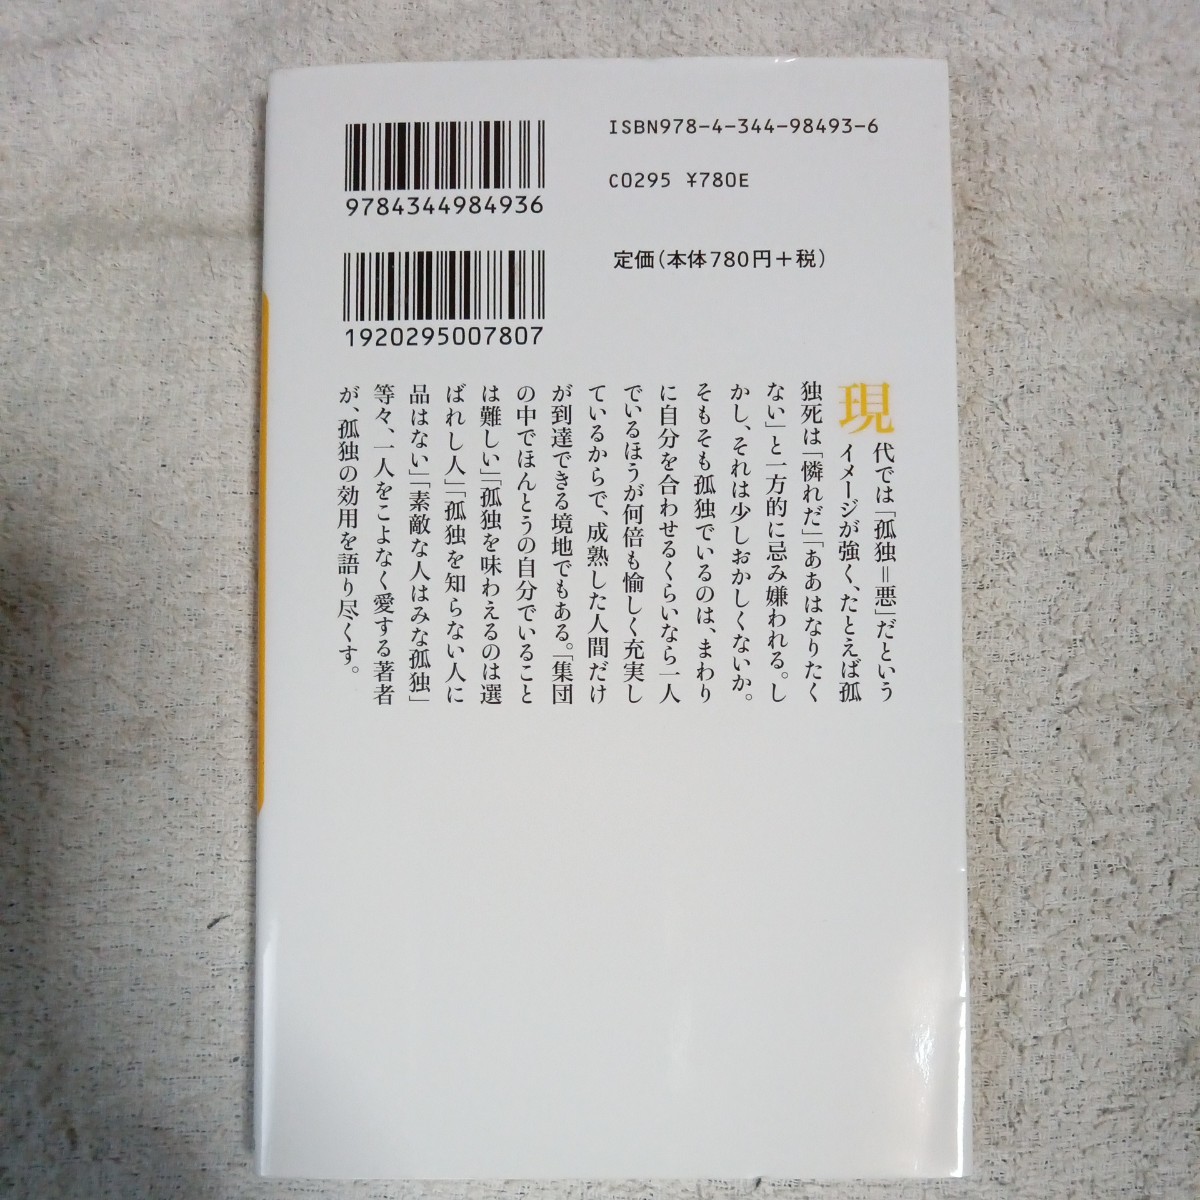 ISBN978-4-344-98493-6
C0295 ¥780E
9784344984936
定価(本体780円+税)
1920295007807
現代では「孤独=悪」だという
イメージが強く、たとえば孤
独死は「憐れだ」「ああはなりたく
ない」と一方的に忌み嫌われる。し
かし、それは少しおかしくないか。
そもそも孤独でいるのは、まわり
に自分を合わせるくらいなら一人
でいるほうが何倍も愉しく充実し
ているからで、成熟した人間だけ
が到達できる境地でもある。「集団
の中でほんとうの自分でいること
は難しい」「孤独を味わえるのは選
ばれし人」「孤独を知らない人に
品はない」「素敵な人はみな孤独」
等々、一人をこよなく愛する著者
が、孤独の効用を語り尽くす。